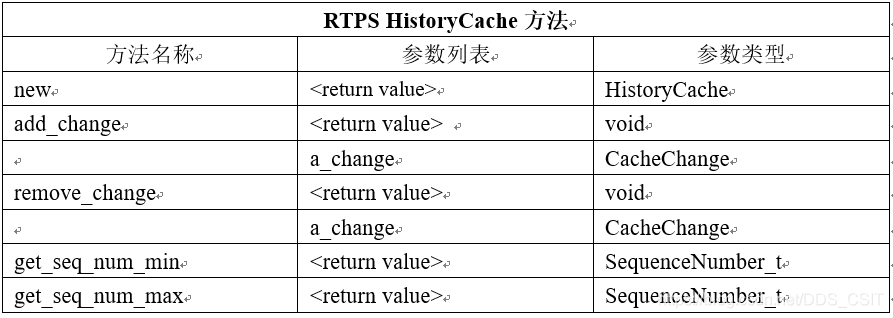 RTPS HistoryCache 方法
方法名称 参数列表 参数类型
new <return value> HistoryCache
add_change <return value> void
a_change CacheChange
remove_change <return value> void
a_change CacheChange
get_seq_num_min <return value> SequenceNumber_t
get_seq_num_max <return value> SequenceNumber_t